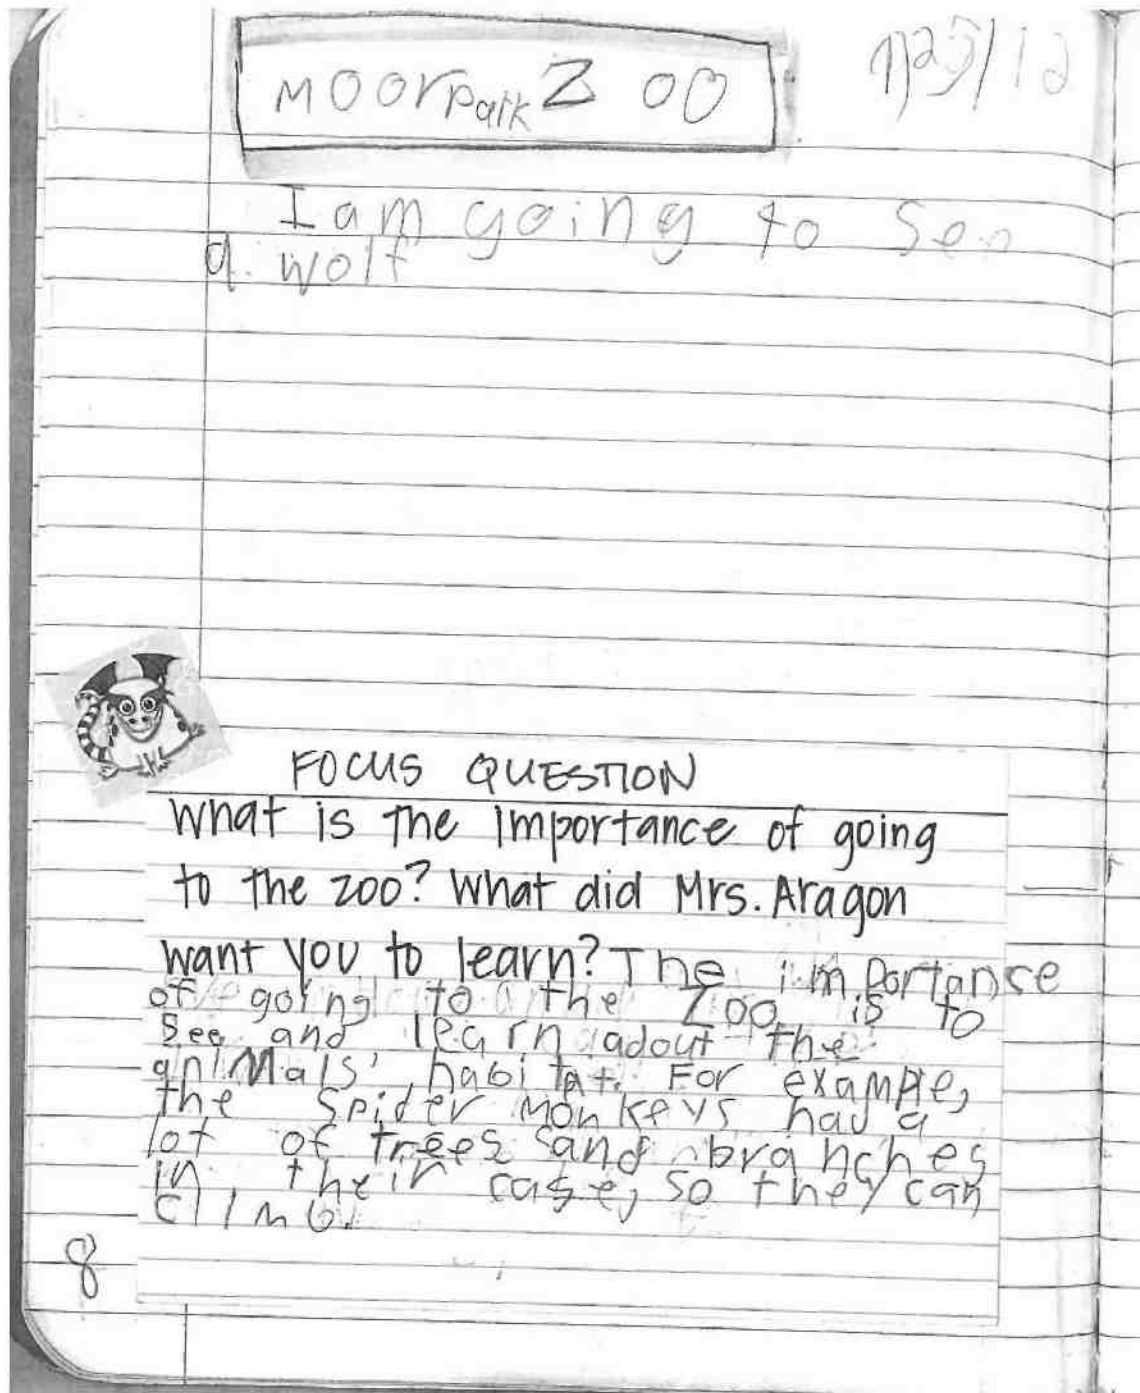 MOORPark ZOO
I am going to see
a wolf
FOCUS QUESTION
What is the importance of going
to the zoo? What did Mrs. Aragon
want you to learn? The importance
of going to the Zoo is to
see and learn adout the
animals' habitat. For example,
the spider monkeys had a
lot of trees and branches
in their case, so they can
climb.
8